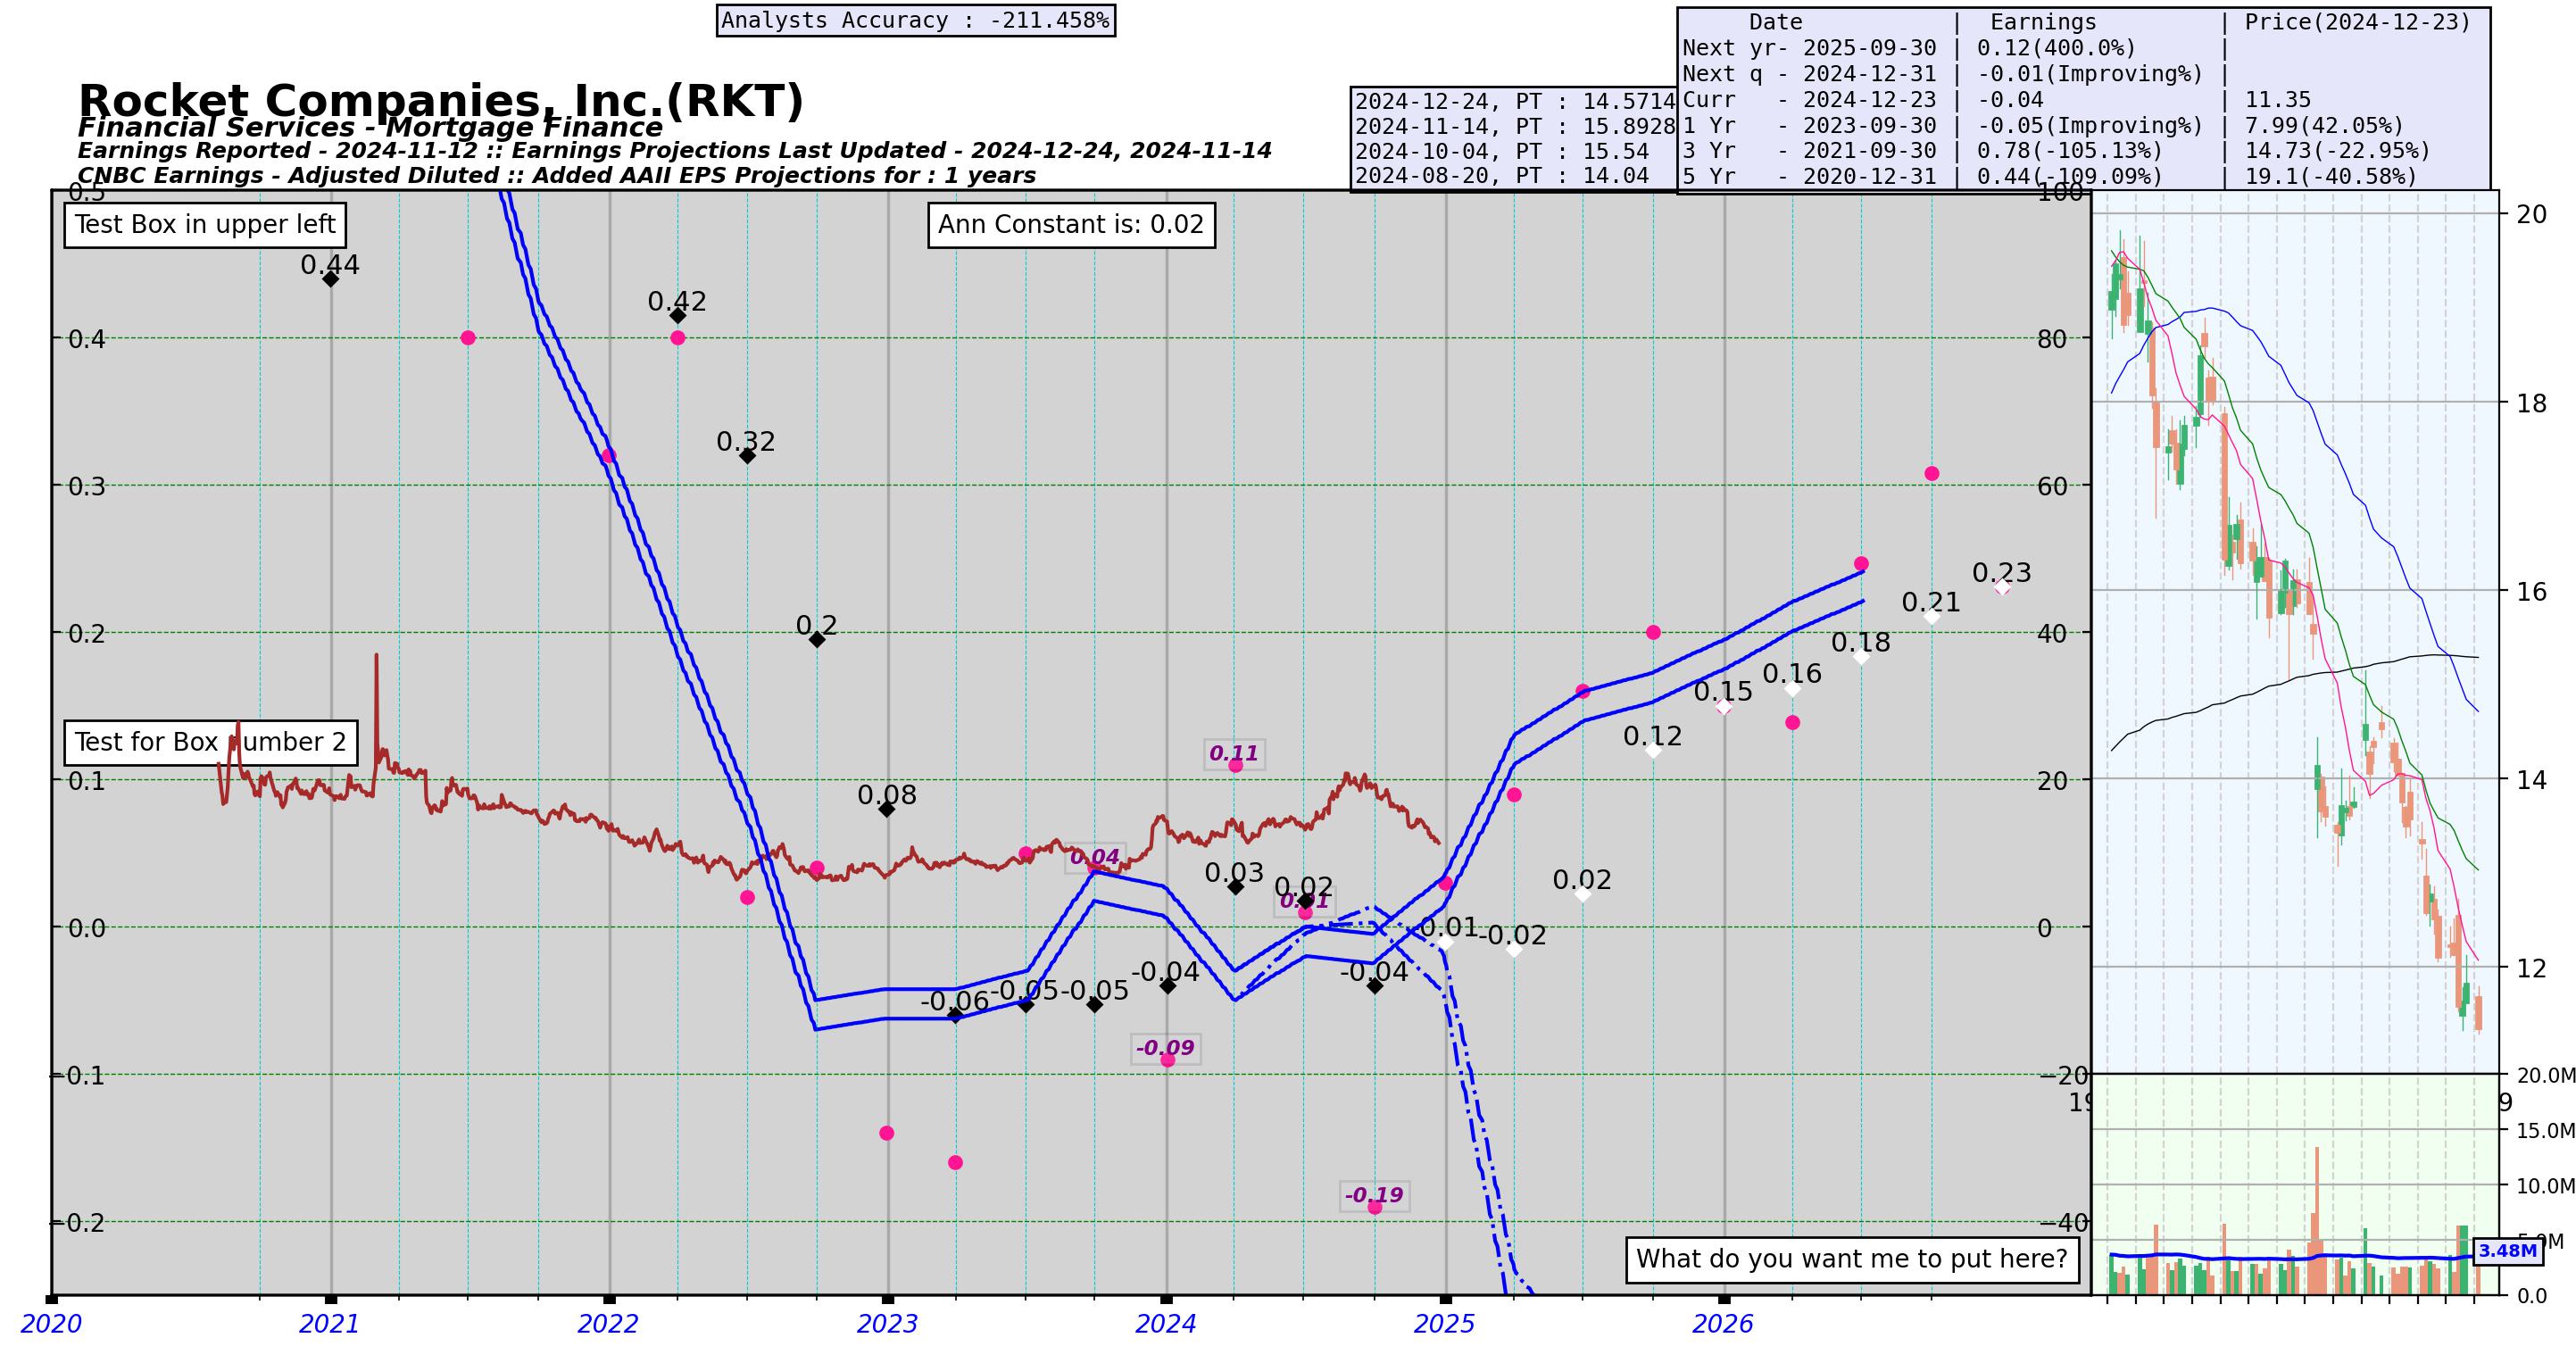 Analysts Accuracy : -211.458%
Date | Earnings | Price(2024-12-23)
Next yr- 2025-09-30 | 0.12(400.0%) |
Next q - 2024-12-31 | -0.01(Improving%) |
Curr - 2024-12-23 | -0.04 | 11.35
1 Yr - 2023-09-30 | -0.05(Improving%) | 7.99(42.05%)
3 Yr - 2021-09-30 | 0.78(-105.13%) | 14.73(-22.95%)
5 Yr - 2020-12-31 | 0.44(-109.09%) | 19.1(-40.58%)
2024-12-24, PT : 14.5714
2024-11-14, PT : 15.8928
2024-10-04, PT : 15.54
2024-08-20, PT : 14.04
Rocket Companies, Inc.(RKT)
Financial Services - Mortgage Finance
Earnings Reported - 2024-11-12 :: Earnings Projections Last Updated - 2024-12-24, 2024-11-14
CNBC Earnings - Adjusted Diluted :: Added AAII EPS Projections for : 1 years
Test Box in upper left
Ann Constant is: 0.02
Test for Box number 2
What do you want me to put here?
0.5
0.4
0.3
0.2
0.1
0.0
−0.1
−0.2
0.44
0.42
0.32
0.2
0.08
-0.06
-0.05
-0.05
-0.04
0.03
0.02
-0.04
-0.02
0.02
0.12
0.15
0.16
0.18
0.21
0.23
0.04
-0.09
0.11
-0.19
100
80
60
40
20
0
−20
−40
20
18
16
14
12
20.0M
15.0M
10.0M
3.48M
0.0
2020
2021
2022
2023
2024
2025
2026